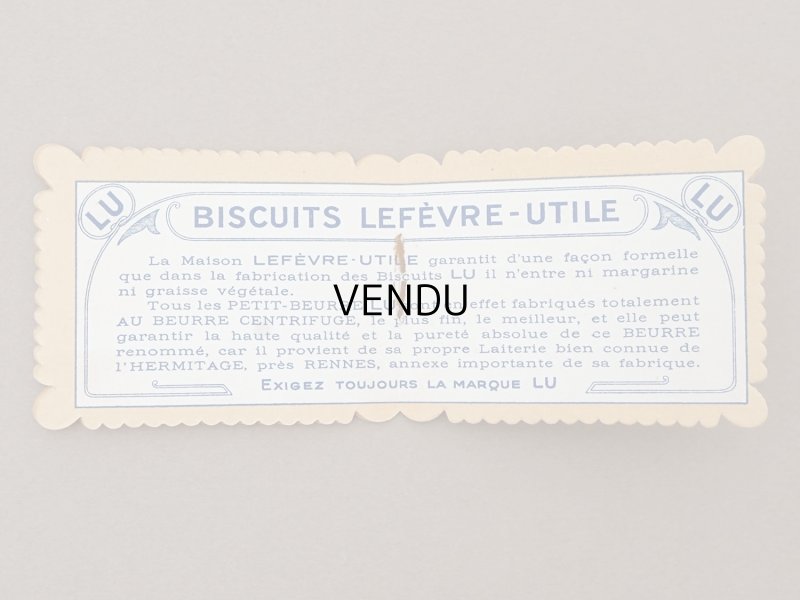 LU
LU
BISCUITS LEFÈVRE-UTILE
La Maison LEFÈVRE-UTILE garantit d'une façon formelle
que dans la fabrication des Biscuits LU il n'entre ni margarine
ni graisse végétale.
Tous les PETIT-BEURRE LU sont en effet fabriqués totalement
AU BEURRE CENTRIFUGE, le plus fin, le meilleur, et elle peut
garantir la haute qualité et la pureté absolue de ce BEURRE
renommé, car il provient de sa propre Laiterie bien connue de
l'HERMITAGE, près RENNES, annexe importante de sa fabrique.
EXIGEZ TOUJOURS LA MARQUE LU
VENDU